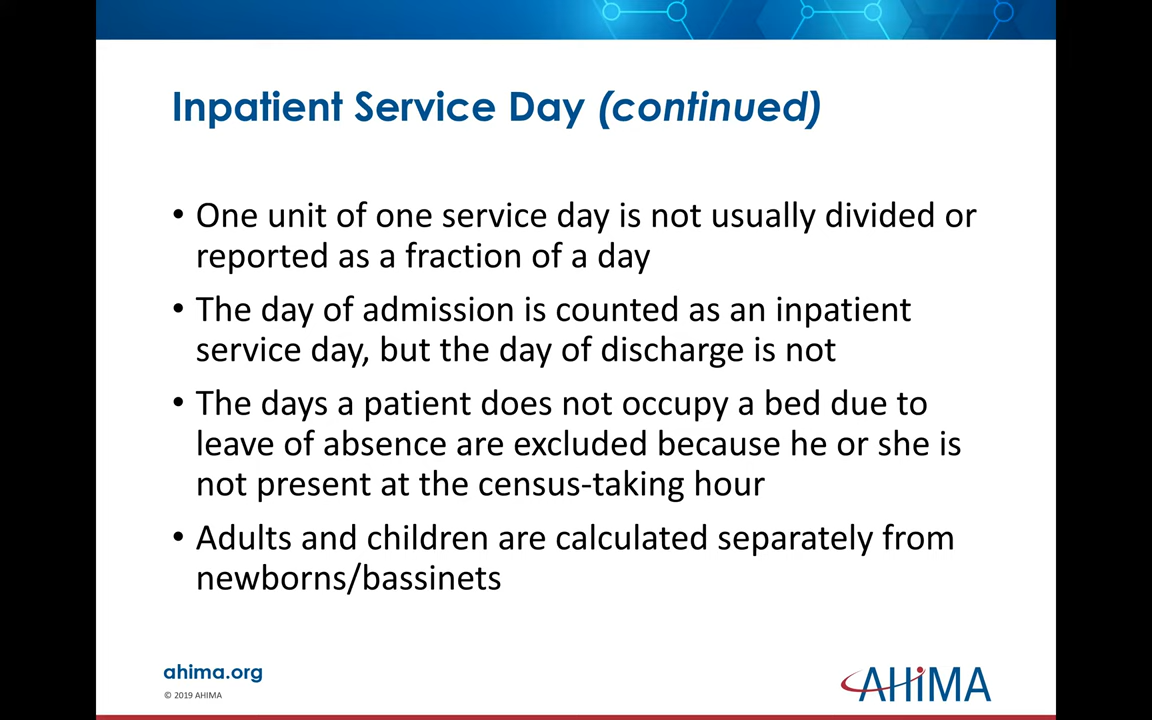 Inpatient Service Day (continued)
• One unit of one service day is not usually divided or
reported as a fraction of a day
• The day of admission is counted as an inpatient
service day, but the day of discharge is not
• The days a patient does not occupy a bed due to
leave of absence are excluded because he or she is
not present at the census-taking hour
• Adults and children are calculated separately from
newborns/bassinets
ahima.org
© 2019 AHIMA
AHiMA